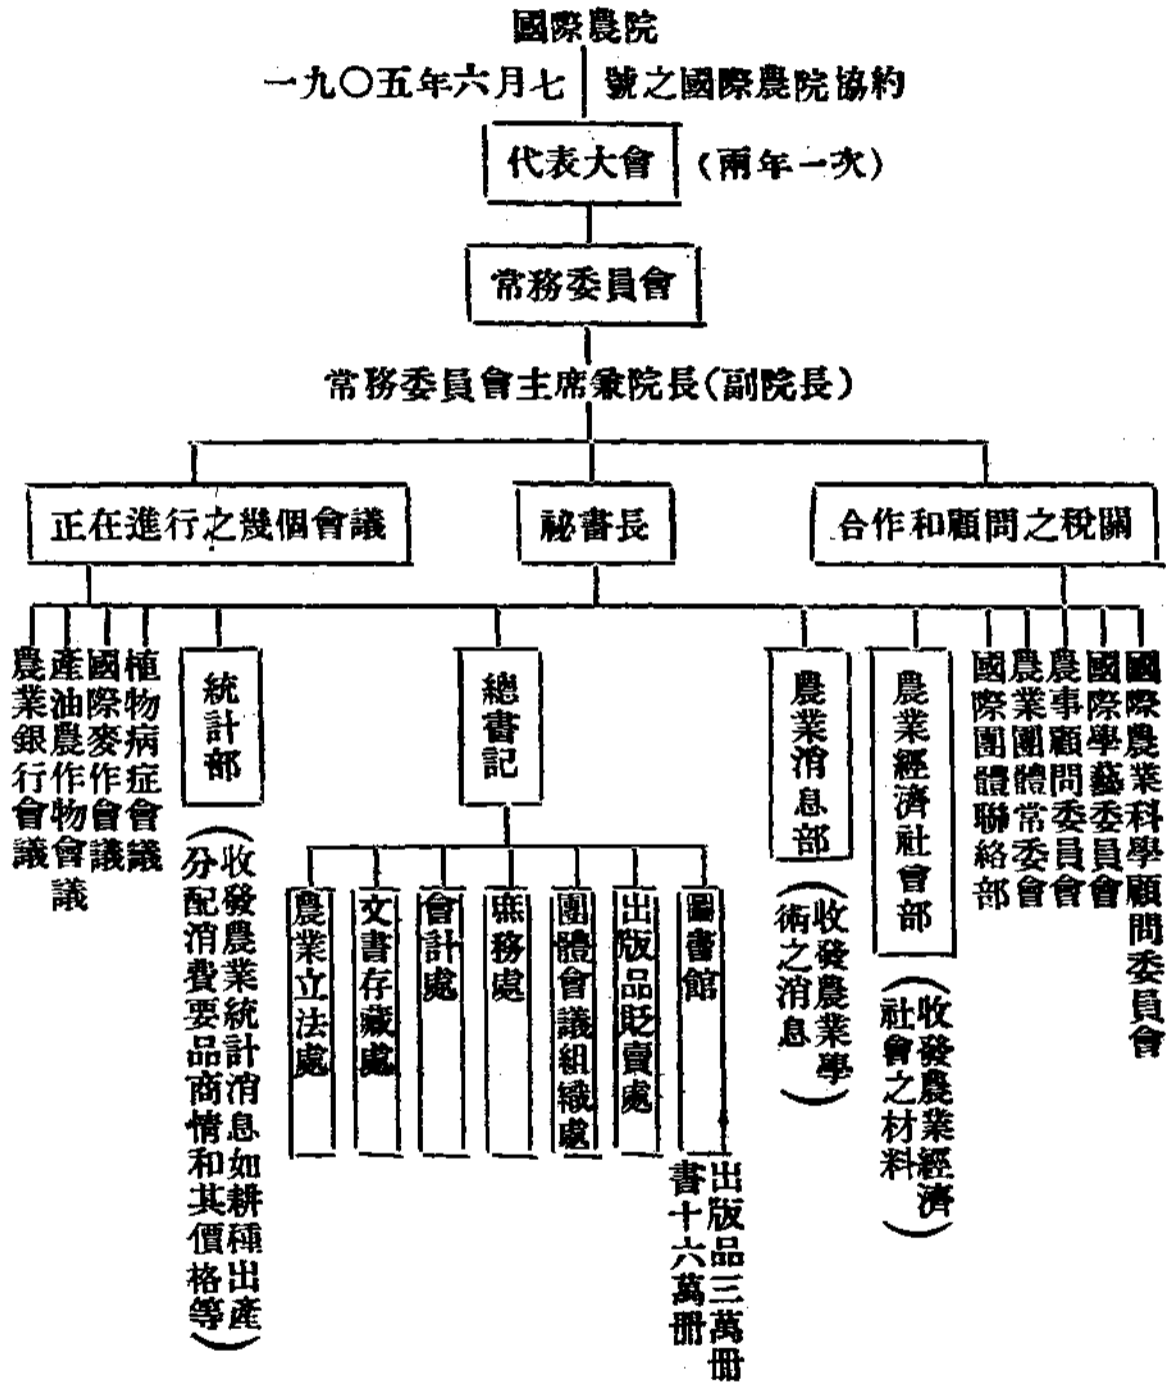 國際農院
一九〇五年六月七號之國際農院協約
代表大會（兩年一次）
常務委員會
常務委員會主席兼院長（副院長）
正在進行之幾個會議
祕書長
合作和顧問之稅關
農業銀行會議
產油農作物會議
國際麥作會議
植物病症會議
統計部
（收發農業統計消息如耕種出產
分配消費要品商情和其價格等）
總書記
農業立法處
文書存藏處
會計處
庶務處
團體會議組織處
出版品販賣處
圖書館
出版品三萬冊
書十六萬冊
農業消息部
（收發農業學
術之消息）
農業經濟社會部
（收發農業經濟
社會之材料）
國際團體聯絡部
農業團體常委會
農事顧問委員會
國際學藝委員會
國際農業科學顧問委員會